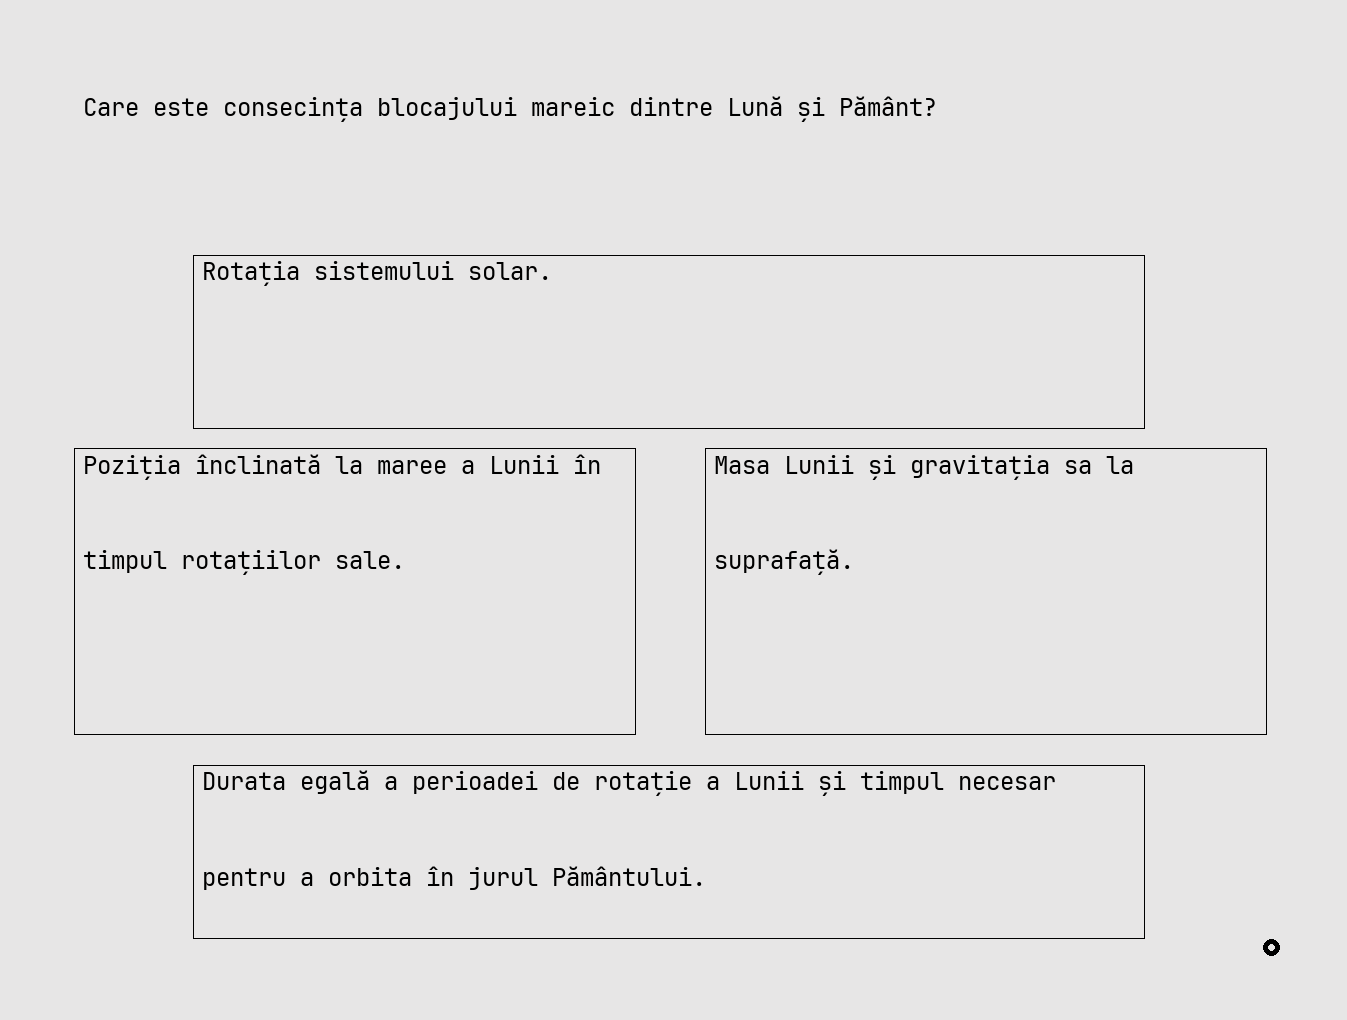 Care este consecința blocajului mareic dintre Lună și Pământ?
Rotația sistemului solar.
Poziția înclinată la maree a Lunii în
timpul rotațiilor sale.
Masa Lunii și gravitația sa la
suprafață.
Durata egală a perioadei de rotație a Lunii și timpul necesar
pentru a orbita în jurul Pământului.